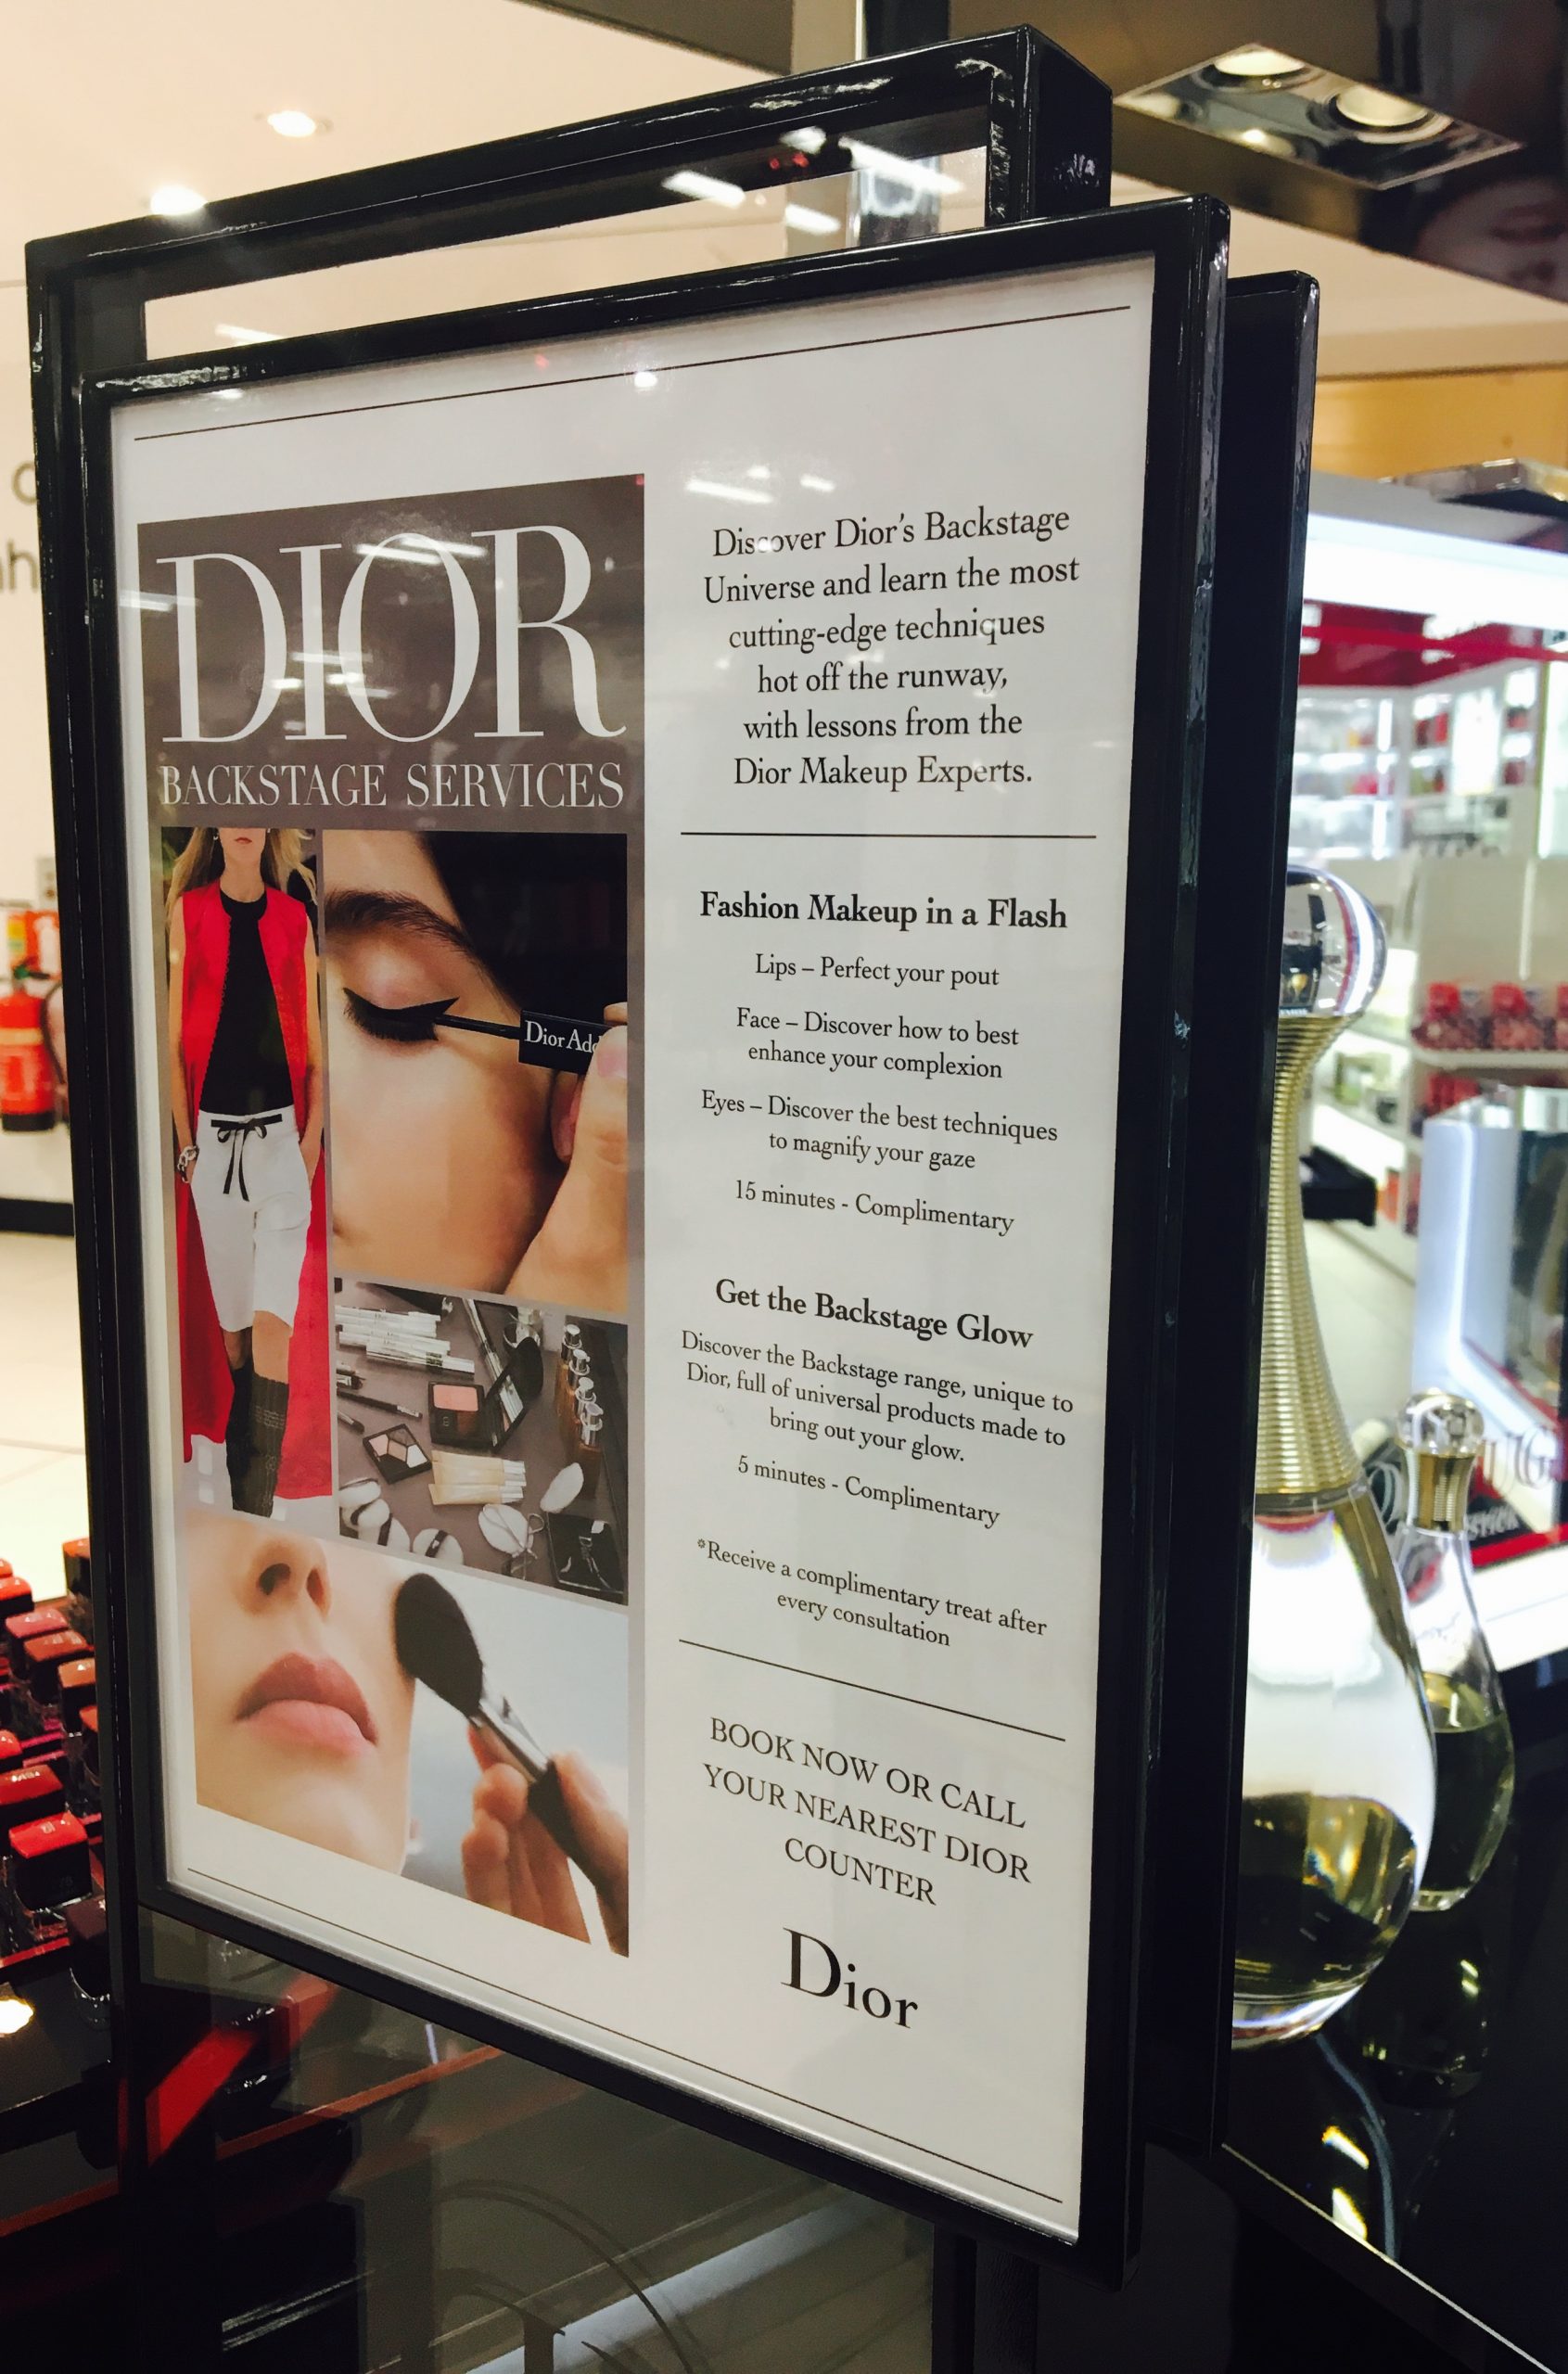 DIOR
BACKSTAGE SERVICES
Dior Add
Discover Dior's Backstage
Universe and learn the most
cutting-edge techniques
hot off the runway,
with lessons from the
Dior Makeup Experts.
Fashion Makeup in a Flash
Lips – Perfect your pout
Face – Discover how to best
enhance your complexion
Eyes – Discover the best techniques
to magnify your gaze
15 minutes - Complimentary
Get the Backstage Glow
Discover the Backstage range, unique to
Dior, full of universal products made to
bring out your glow.
5 minutes - Complimentary
*Receive a complimentary treat after
every consultation
BOOK NOW OR CALL
YOUR NEAREST DIOR
COUNTER
Dior